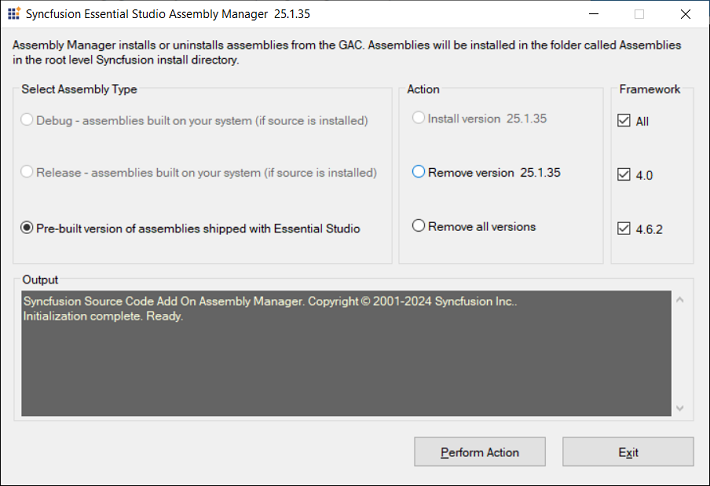 Syncfusion Essential Studio Assembly Manager 25.1.35
Assembly Manager installs or uninstalls assemblies from the GAC. Assemblies will be installed in the folder called Assemblies
in the root level Syncfusion install directory.
Select Assembly Type
Debug - assemblies built on your system (if source is installed)
Release - assemblies built on your system (if source is installed)
Pre-built version of assemblies shipped with Essential Studio
Action
Install version 25.1.35
Remove version 25.1.35
Remove all versions
Framework
All
4.0
4.6.2
Output
Syncfusion Source Code Add On Assembly Manager. Copyright © 2001-2024 Syncfusion Inc..
Initialization complete. Ready.
Perform Action
Exit